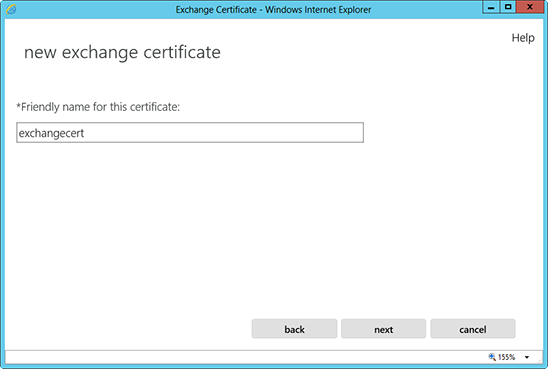 Exchange Certificate - Windows Internet Explorer
Help
new exchange certificate
*Friendly name for this certificate:
exchangecert
back next cancel
155%